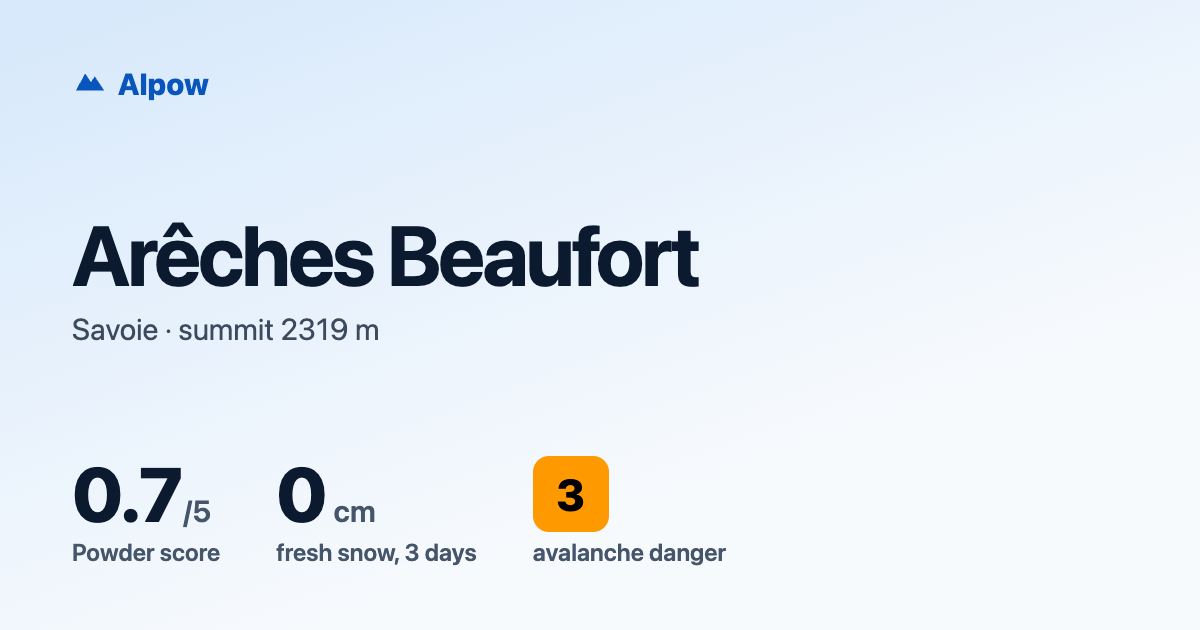 Alpow
Arêches Beaufort
Savoie · summit 2319 m
0.7/5
Powder score
0 cm
fresh snow, 3 days
3
avalanche danger